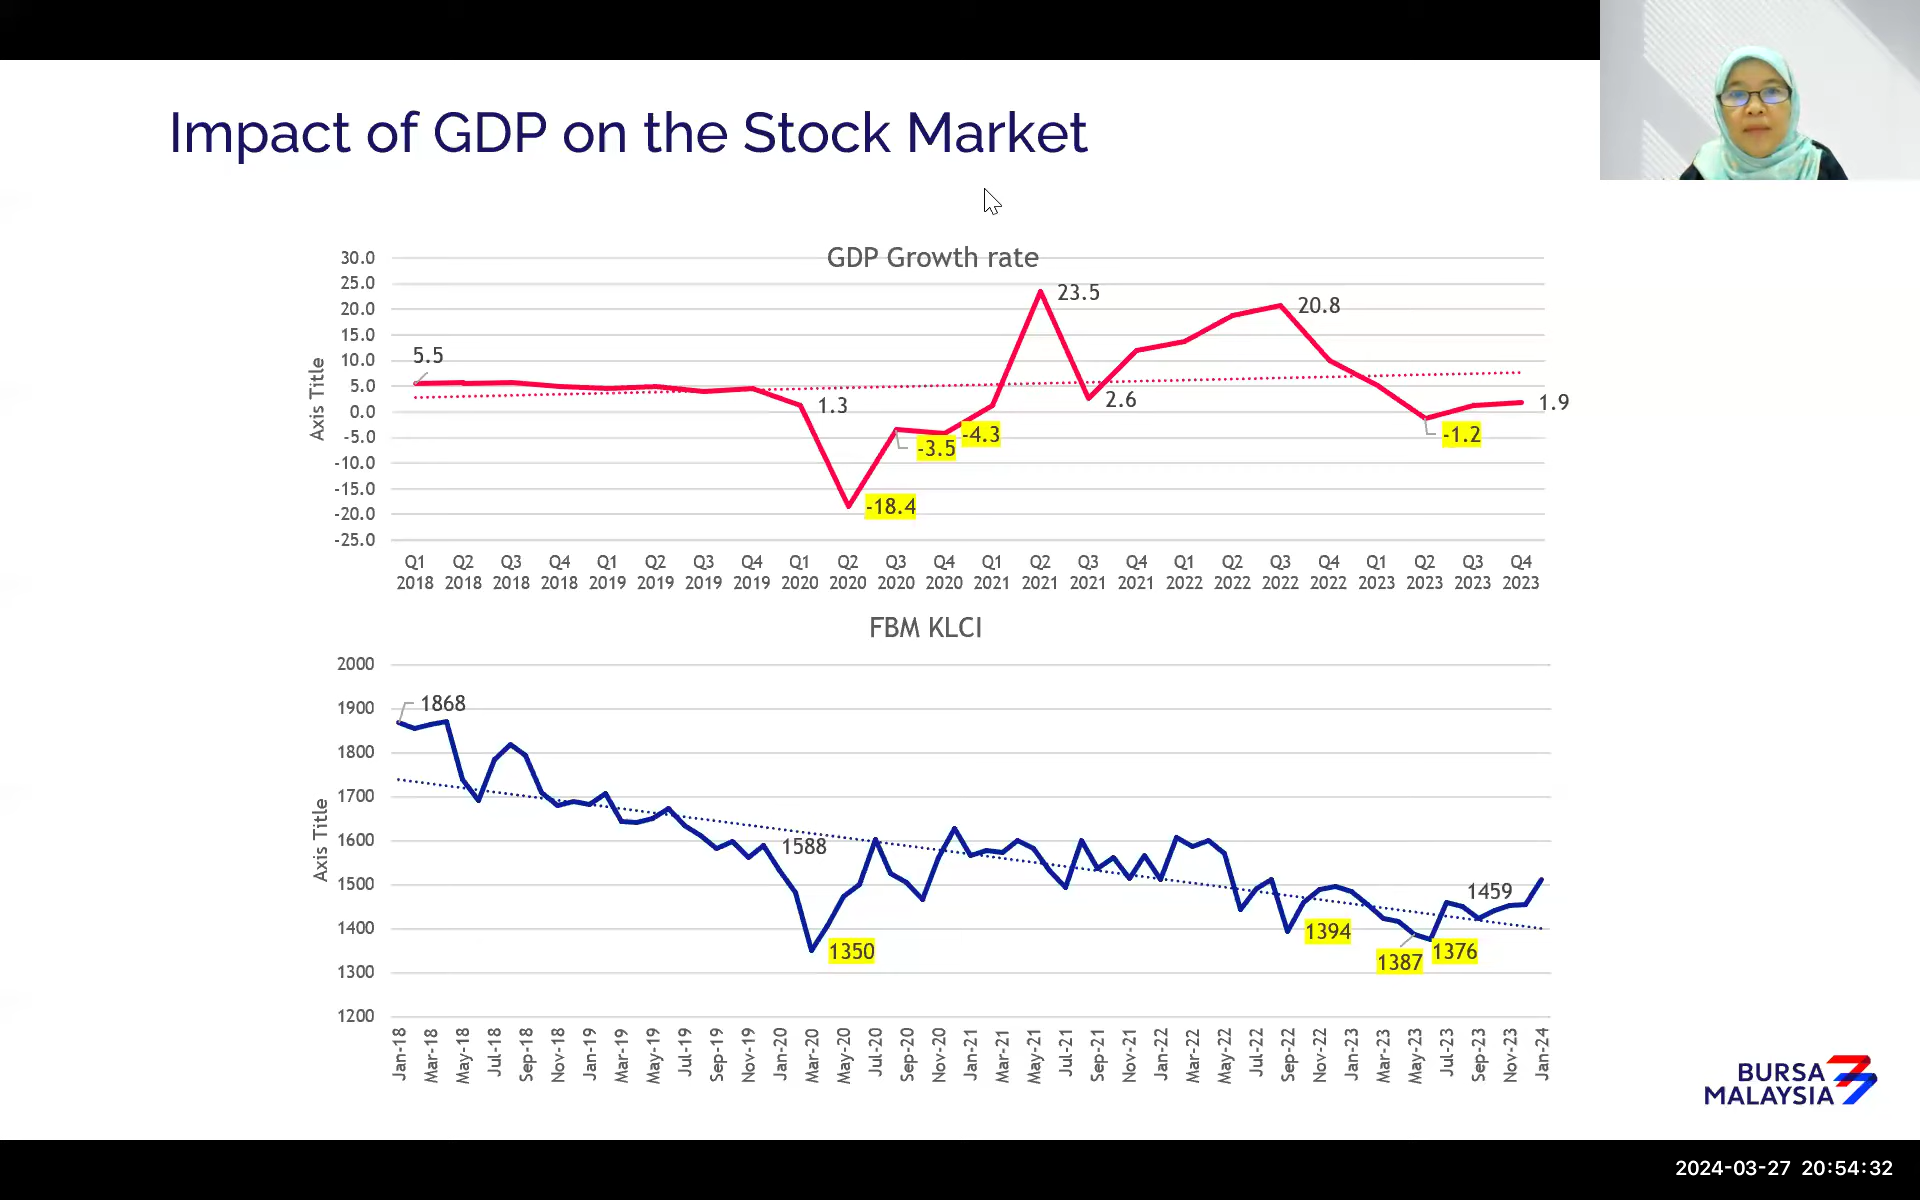 Impact of GDP on the Stock Market
GDP Growth rate
Axis Title
30.0
25.0
20.0
15.0
10.0
5.0
0.0
-5.0
-10.0
-15.0
-20.0
-25.0
5.5
1.3
-18.4
-3.5
-4.3
23.5
2.6
20.8
-1.2
1.9
Q1 Q2 Q3 Q4 Q1 Q2 Q3 Q4 Q1 Q2 Q3 Q4 Q1 Q2 Q3 Q4 Q1 Q2 Q3 Q4 Q1 Q2 Q3 Q4
2018 2018 2018 2018 2019 2019 2019 2019 2020 2020 2020 2020 2021 2021 2021 2021 2022 2022 2022 2022 2023 2023 2023 2023
FBM KLCI
Axis Title
2000
1900
1800
1700
1600
1500
1400
1300
1200
1868
1588
1350
1394
1387
1376
1459
Jan-18
Mar-18
May-18
Jul-18
Sep-18
Nov-18
Jan-19
Mar-19
May-19
Jul-19
Sep-19
Nov-19
Jan-20
Mar-20
May-20
Jul-20
Sep-20
Nov-20
Jan-21
Mar-21
May-21
Jul-21
Sep-21
Nov-21
Jan-22
Mar-22
May-22
Jul-22
Sep-22
Nov-22
Jan-23
Mar-23
May-23
Jul-23
Sep-23
Nov-23
Jan-24
BURSA
MALAYSIA
2024-03-27 20:54:32